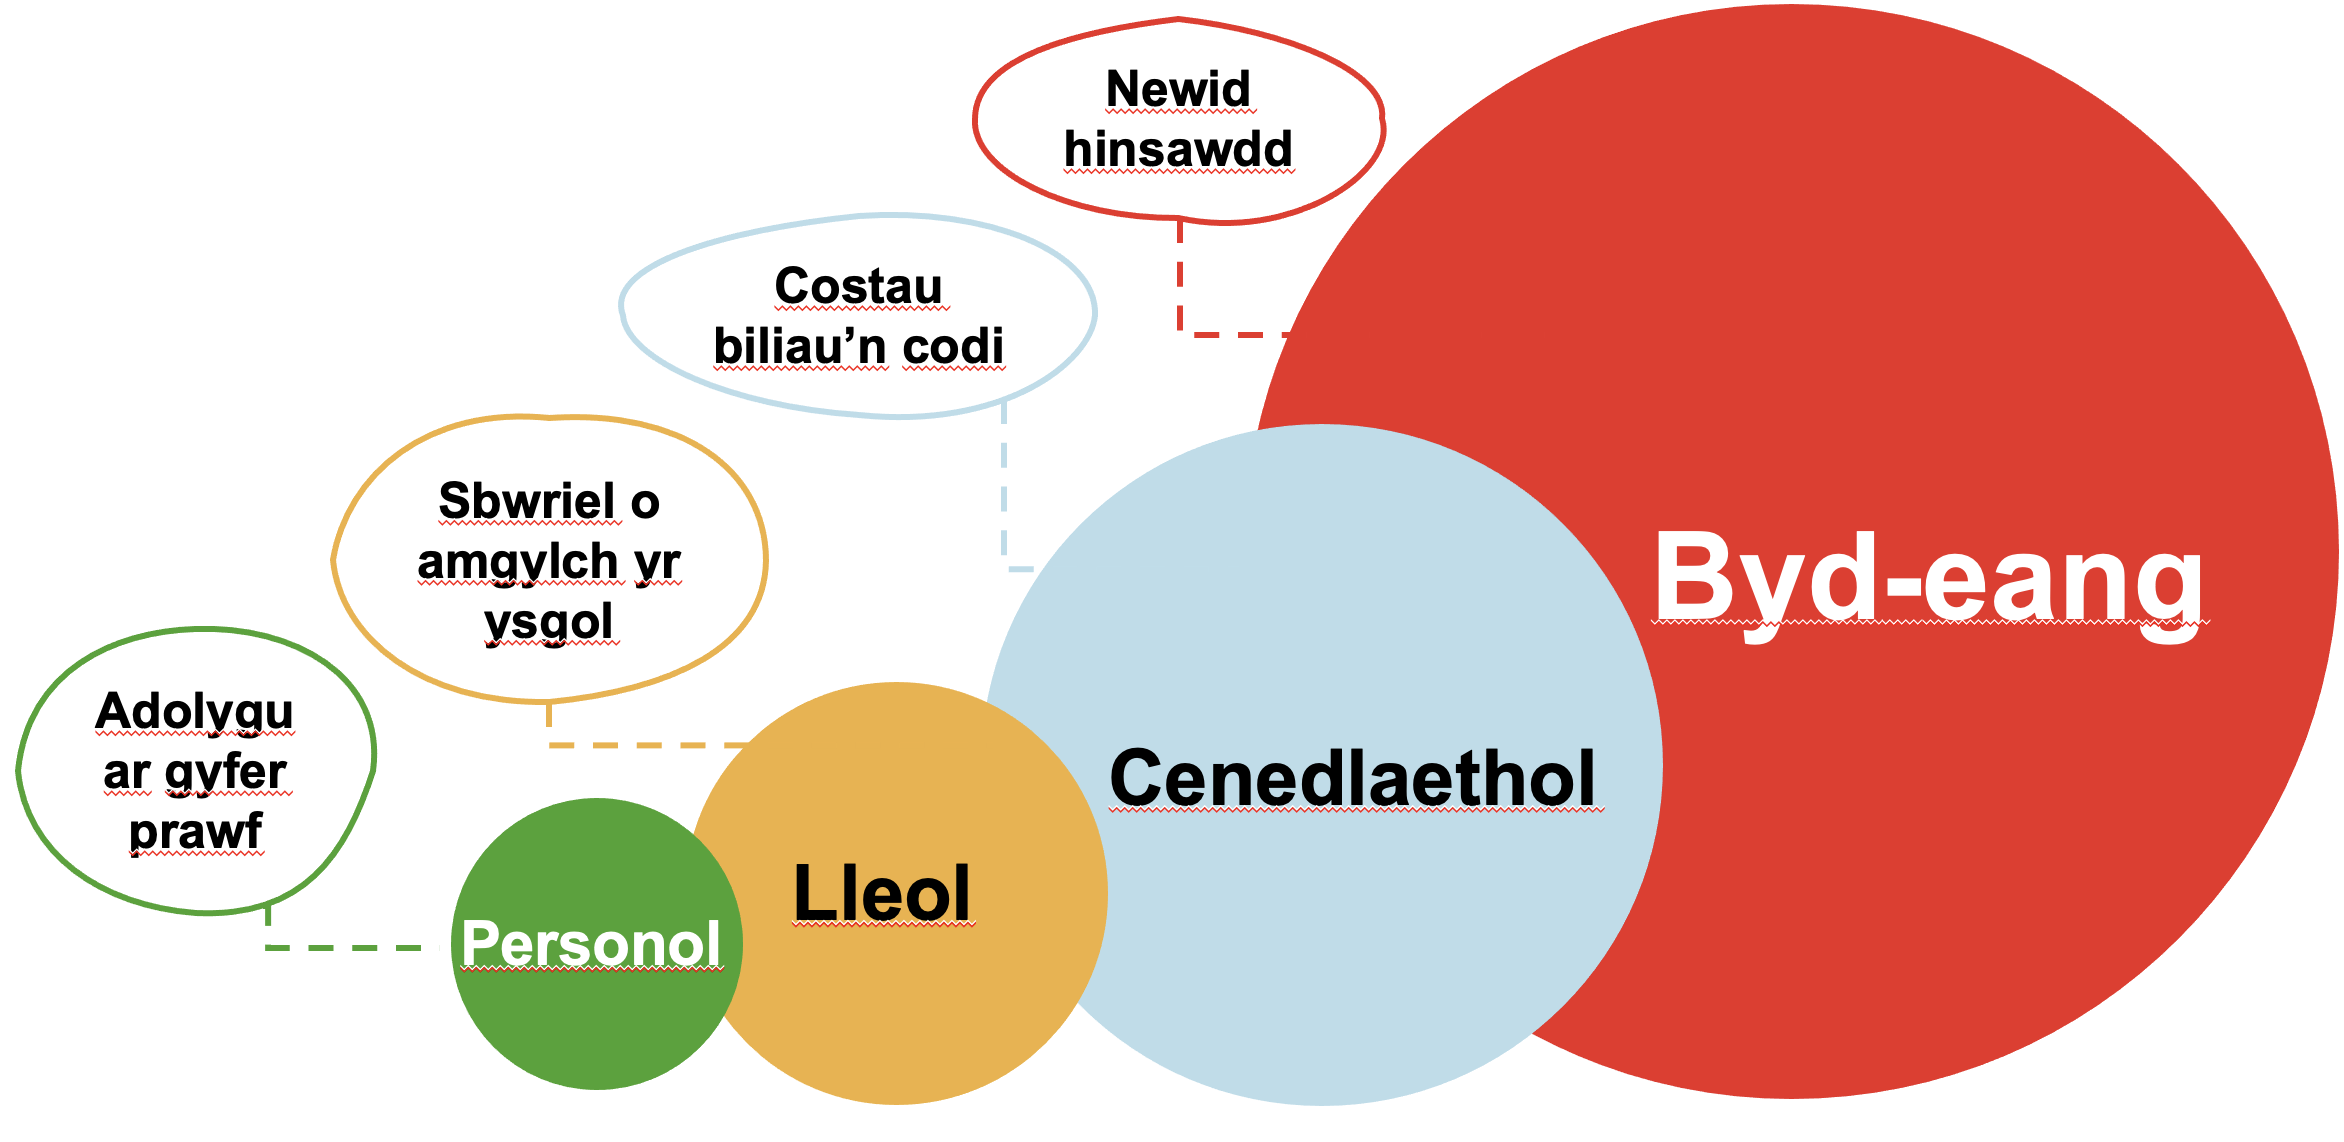 Newid
hinsawdd
Costau
biliau’n codi
Sbwriel o
amgylch yr
ysgol
Adolygu
ar gyfer
prawf
Personol
Lleol
Cenedlaethol
Byd-eang